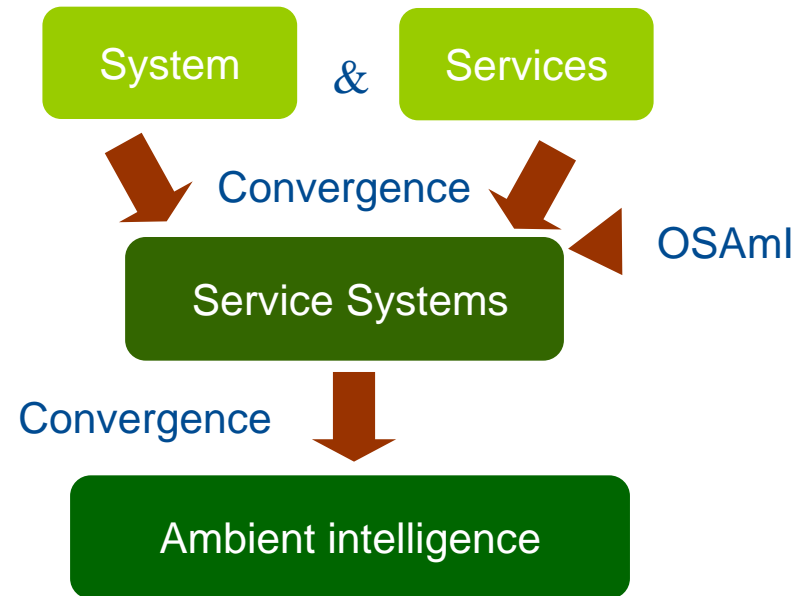 System & Services
Convergence
OSAmI
Service Systems
Convergence
Ambient intelligence